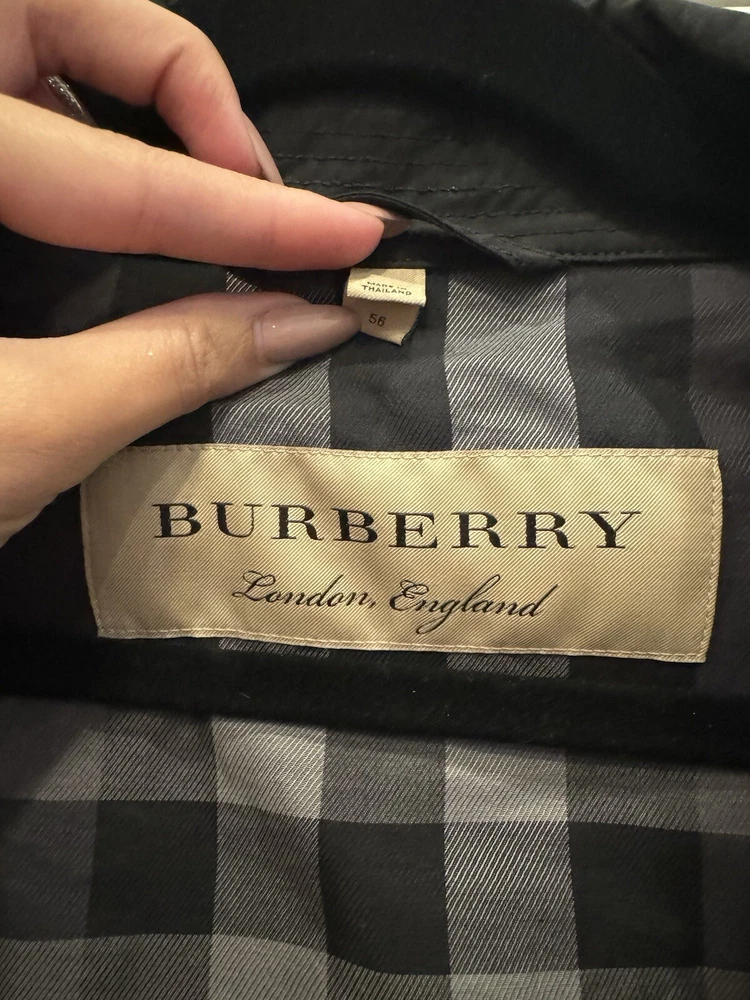 MADE IN
THAILAND
56
BURBERRY
London, England